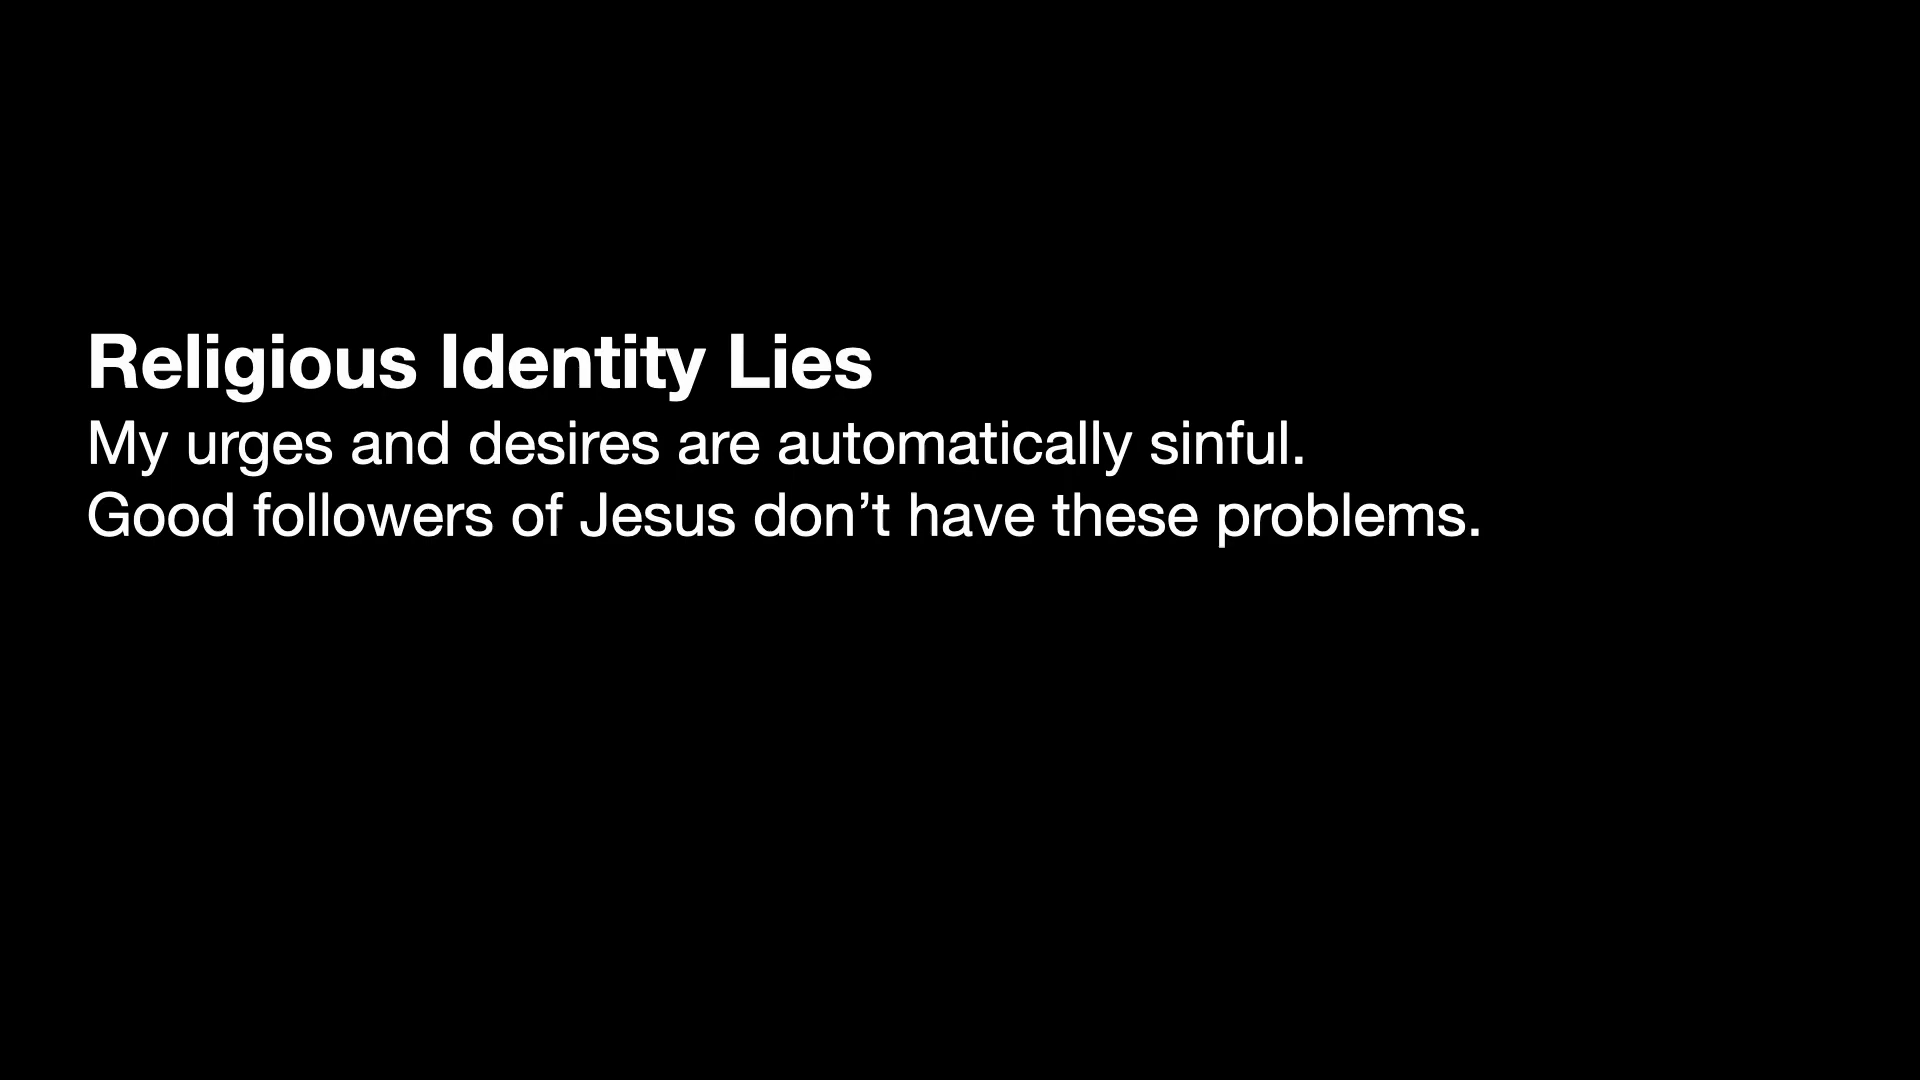 Religious Identity Lies
My urges and desires are automatically sinful.
Good followers of Jesus don’t have these problems.